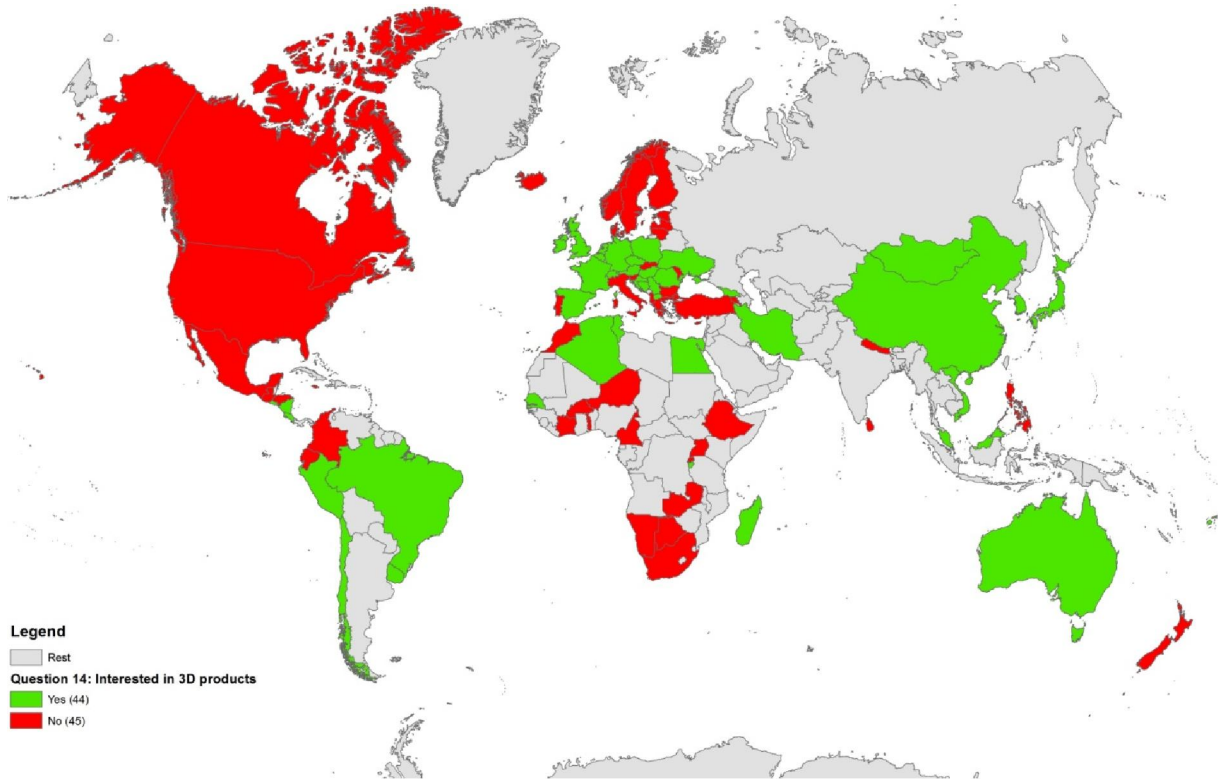 Legend
Rest
Question 14: Interested in 3D products
Yes (44)
No (45)